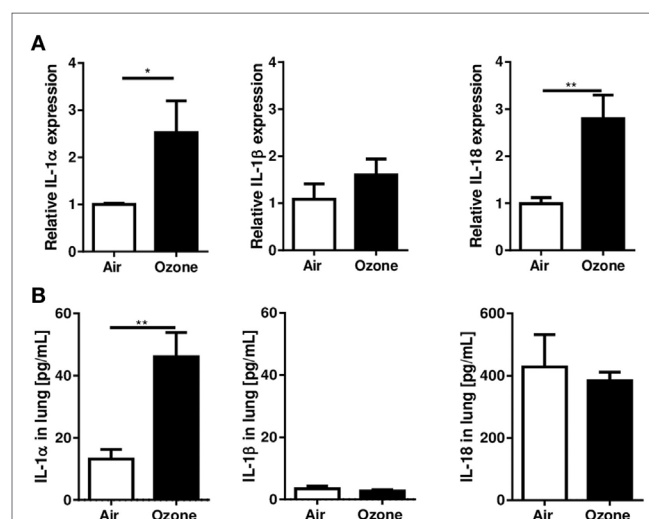 A
Relative IL-1α expression
4
3
2
1
0
*
Air Ozone
Relative IL-1β expression
4
3
2
1
0
Air Ozone
Relative IL-18 expression
4
3
2
1
0
**
Air Ozone
B
IL-1α in lung [pg/mL]
60
40
20
0
**
Air Ozone
IL-1β in lung [pg/mL]
60
40
20
0
Air Ozone
IL-18 in lung [pg/mL]
600
400
200
0
Air Ozone